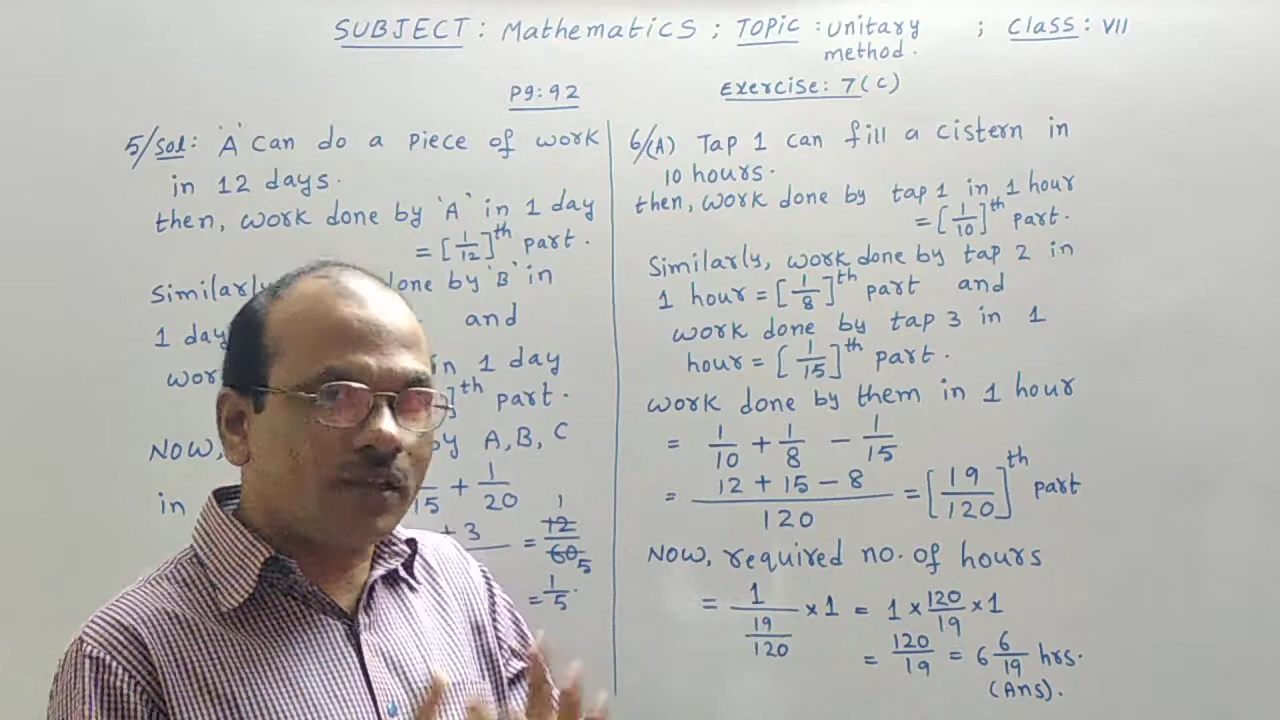 SUBJECT : Mathematics ; TOPIC : unitary method. ; Class : VII
Pg: 92
Exercise: 7(C)
5/Sol: 'A' can do a piece of work
in 12 days.
then, work done by 'A' in 1 day
= [1/12]th part.
Similarly done by 'B' in
1 day and
in 1 day
]th part.
Now, by A, B, C
in 15 + 1/20
+ 3 = 12/60 1 5
= 1/5.
6/(A) Tap 1 can fill a cistern in
10 hours.
then, work done by tap 1 in 1 hour
= [1/10]th part.
Similarly, work done by tap 2 in
1 hour = [1/8]th part and
work done by tap 3 in 1
hour = [1/15]th part.
work done by them in 1 hour
= 1/10 + 1/8 - 1/15
= 12 + 15 - 8 / 120 = [19/120]th part
Now, required no. of hours
= 1/(19/120) × 1 = 1 × 120/19 × 1
= 120/19 = 6 6/19 hrs.
(Ans).